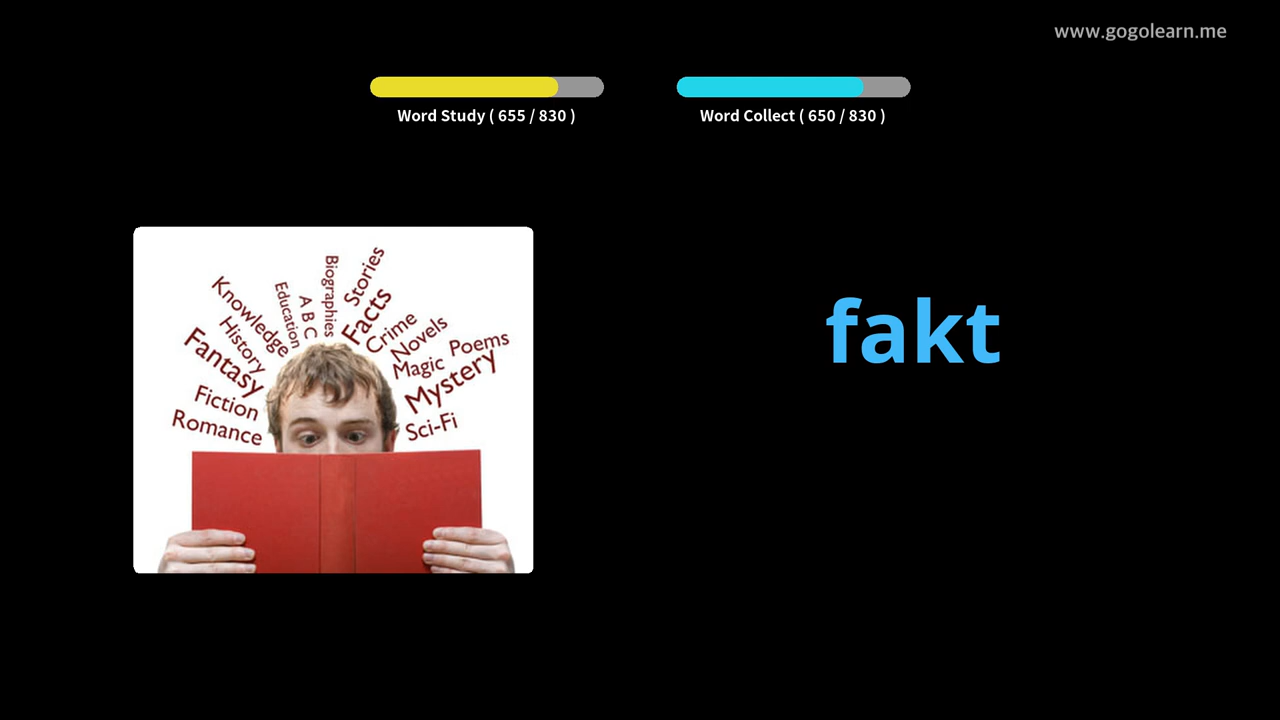 www.gogolearn.me
Word Study ( 655 / 830 )
Word Collect ( 650 / 830 )
Knowledge
Education
A B C
Biographies
Stories
Facts
Crime
Novels
Poems
History
Fantasy
Magic
Mystery
Fiction
Romance
Sci-Fi
fakt